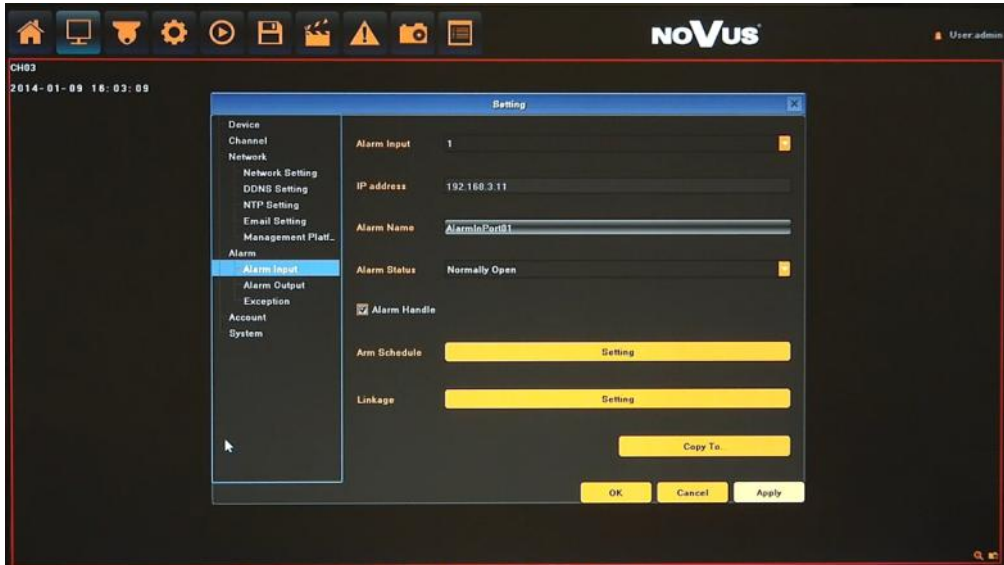 NOVUS
User:admin
CH03
2014-01-09 16:03:09
Setting
Device
Channel
Network
Network Setting
DDNS Setting
NTP Setting
Email Setting
Management Platf..
Alarm
Alarm Input
Alarm Output
Exception
Account
System
Alarm Input 1
IP address 192.168.3.11
Alarm Name AlarmInPort01
Alarm Status Normally Open
Alarm Handle
Arm Schedule Setting
Linkage Setting
Copy To..
OK Cancel Apply